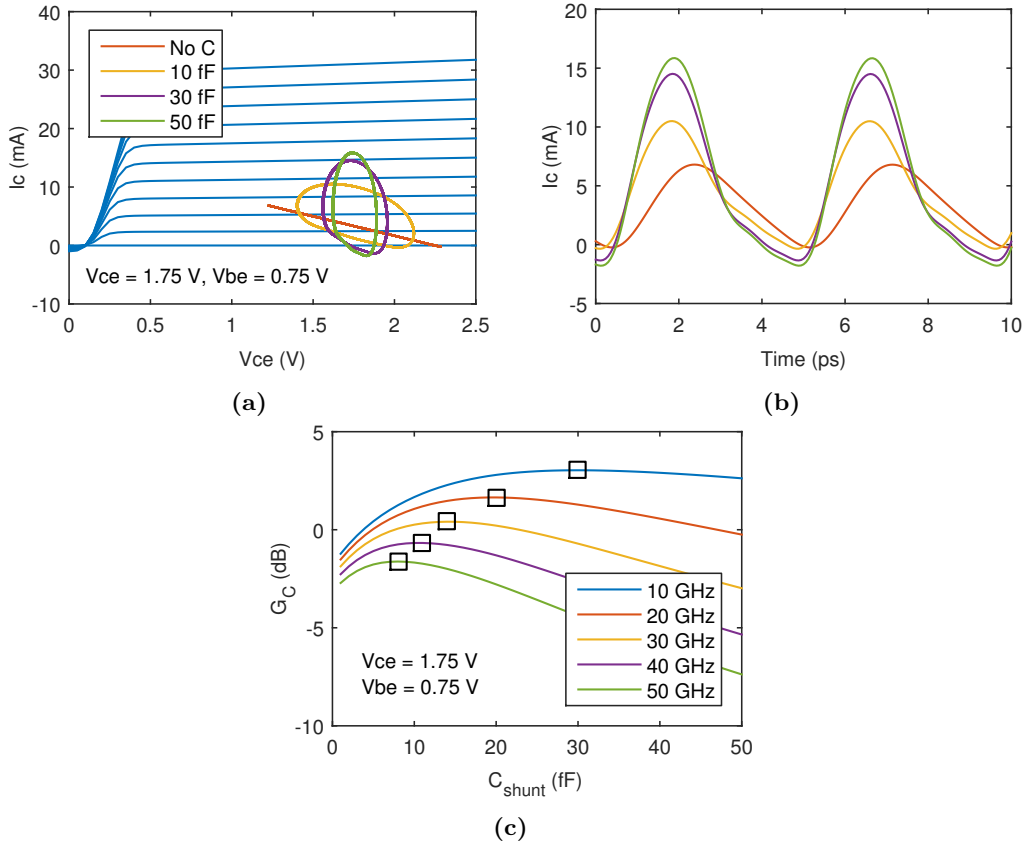 40
30
20
10
0
-10
Ic (mA)
No C
10 fF
30 fF
50 fF
Vce = 1.75 V, Vbe = 0.75 V
0
0.5
1
1.5
2
2.5
Vce (V)
(a)
20
15
10
5
0
-5
Ic (mA)
0
2
4
6
8
10
Time (ps)
(b)
5
0
-5
-10
G_C (dB)
10 GHz
20 GHz
30 GHz
40 GHz
50 GHz
Vce = 1.75 V
Vbe = 0.75 V
0
10
20
30
40
50
C_shunt (fF)
(c)